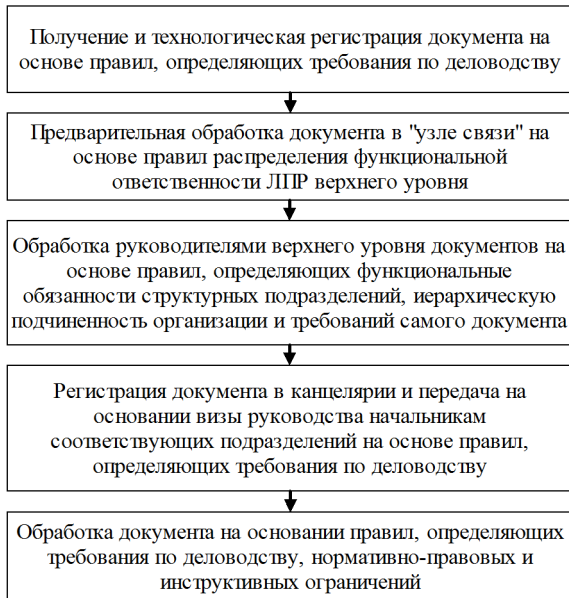 Получение и технологическая регистрация документа на
основе правил, определяющих требования по деловодству
Предварительная обработка документа в "узле связи" на
основе правил распределения функциональной
ответственности ЛПР верхнего уровня
Обработка руководителями верхнего уровня документов на
основе правил, определяющих функциональные
обязанности структурных подразделений, иерархическую
подчиненность организации и требований самого документа
Регистрация документа в канцелярии и передача на
основании визы руководства начальникам
соответствующих подразделений на основе правил,
определяющих требования по деловодству
Обработка документа на основании правил, определяющих
требования по деловодству, нормативно-правовых и
инструктивных ограничений